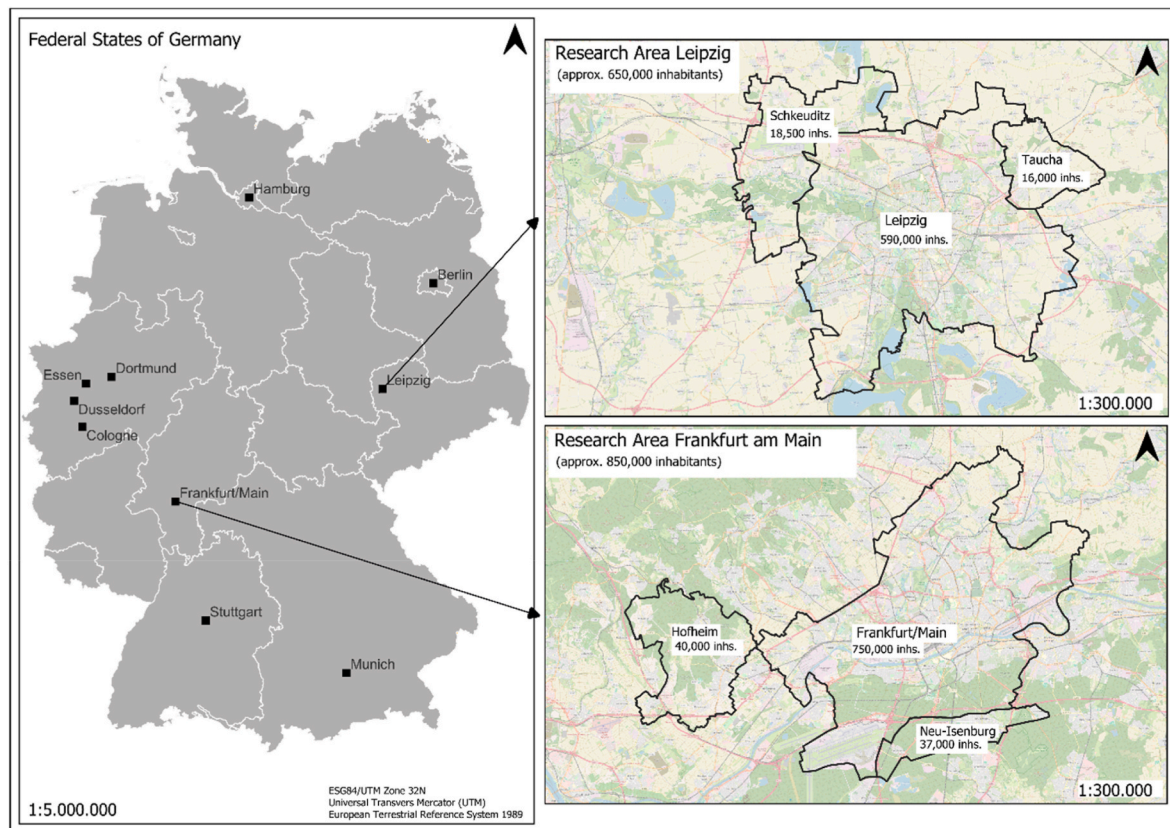 Federal States of Germany
Hamburg
Berlin
Dortmund
Essen
Leipzig
Dusseldorf
Cologne
Frankfurt/Main
Stuttgart
Munich
1:5.000.000
ESG84/UTM Zone 32N
Universal Transvers Mercator (UTM)
European Terrestrial Reference System 1989
Research Area Leipzig
(approx. 650,000 inhabitants)
Schkeuditz
18,500 inhs.
Taucha
16,000 inhs.
Leipzig
590,000 inhs.
1:300.000
Research Area Frankfurt am Main
(approx. 850,000 inhabitants)
Hofheim
40,000 inhs.
Frankfurt/Main
750,000 inhs.
Neu-Isenburg
37,000 inhs.
1:300.000